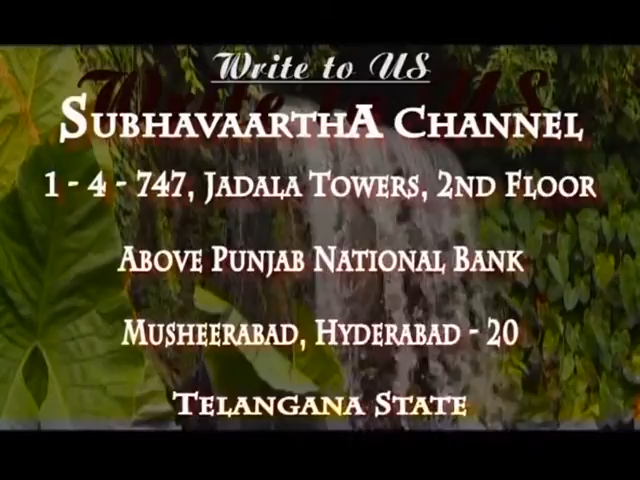 Write to US
SUBHAVAARTHA CHANNEL
1 - 4 - 747, JADALA TOWERS, 2ND FLOOR
ABOVE PUNJAB NATIONAL BANK
MUSHEERABAD, HYDERABAD - 20
TELANGANA STATE